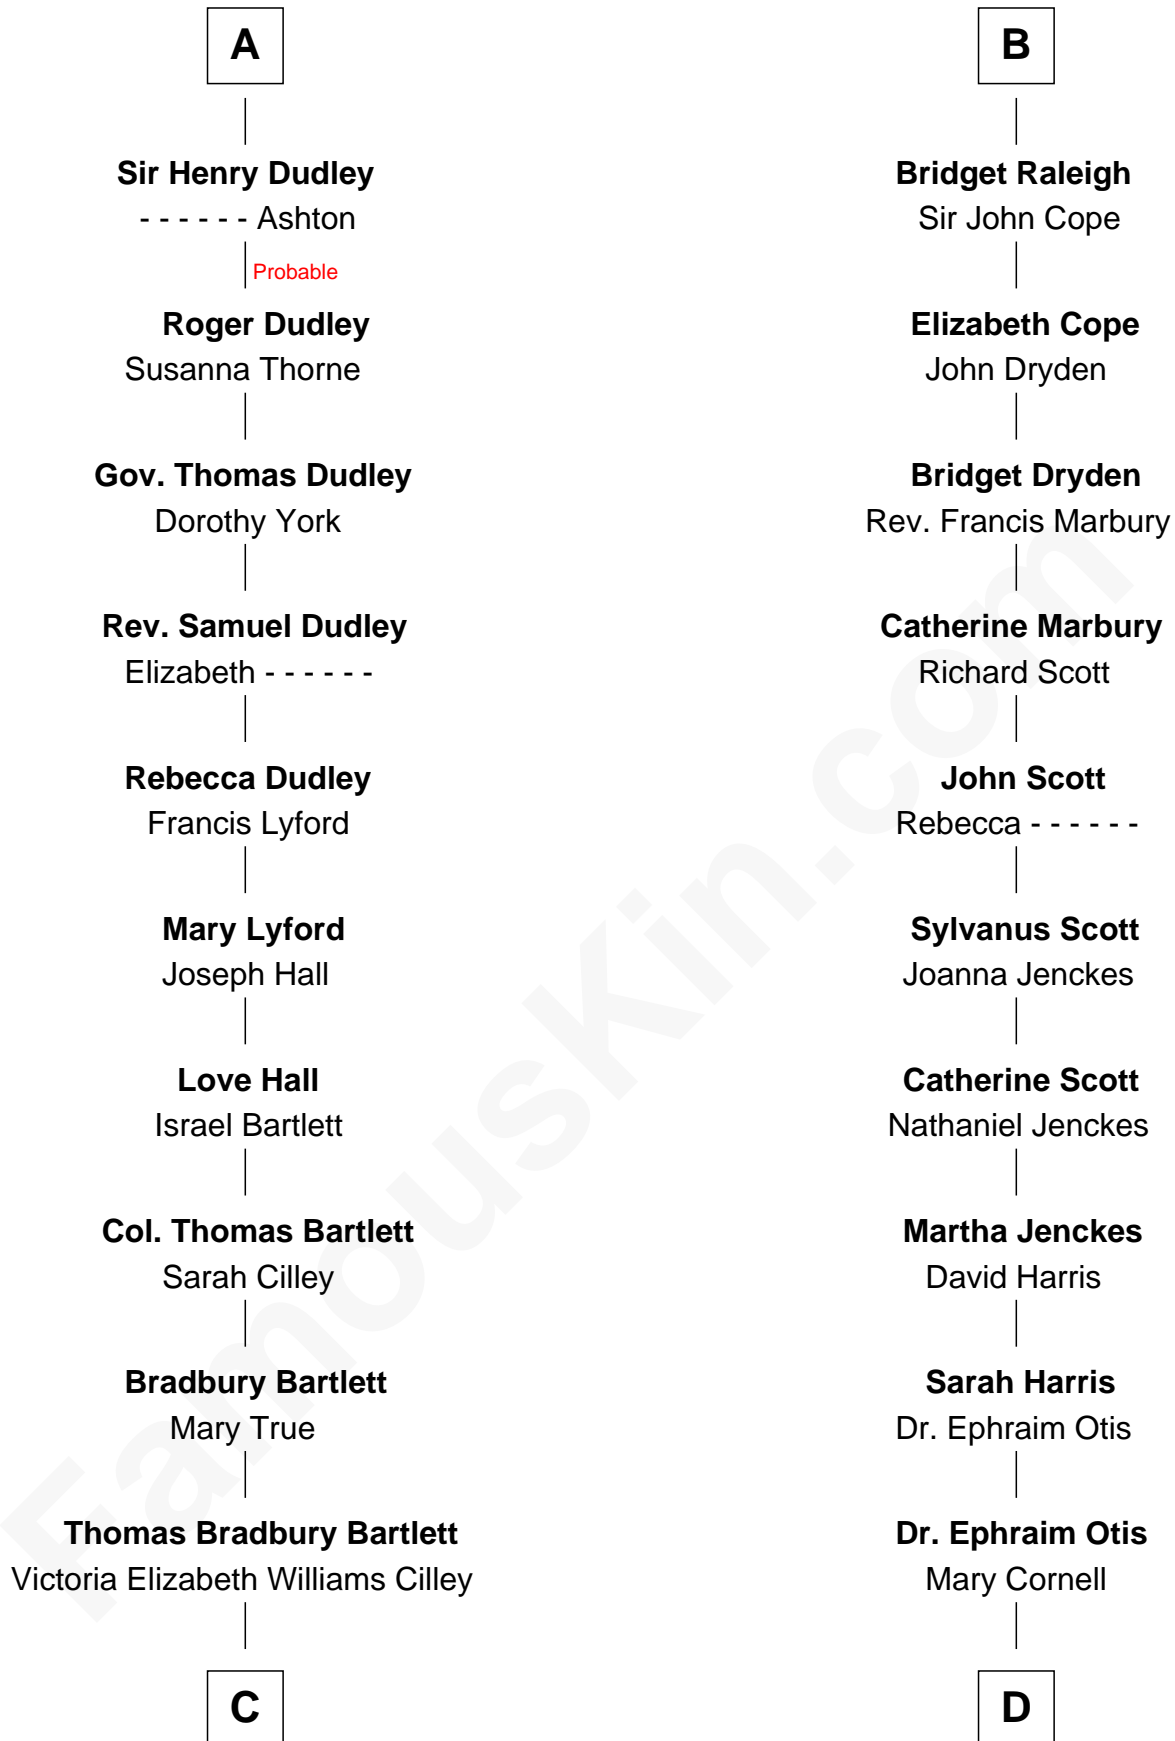 A
Sir Henry Dudley
- - - - - - Ashton
Probable
Roger Dudley
Susanna Thorne
Gov. Thomas Dudley
Dorothy York
Rev. Samuel Dudley
Elizabeth - - - - - -
Rebecca Dudley
Francis Lyford
Mary Lyford
Joseph Hall
Love Hall
Israel Bartlett
Col. Thomas Bartlett
Sarah Cilley
Bradbury Bartlett
Mary True
Thomas Bradbury Bartlett
Victoria Elizabeth Williams Cilley
C
B
Bridget Raleigh
Sir John Cope
Elizabeth Cope
John Dryden
Bridget Dryden
Rev. Francis Marbury
Catherine Marbury
Richard Scott
John Scott
Rebecca - - - - - -
Sylvanus Scott
Joanna Jenckes
Catherine Scott
Nathaniel Jenckes
Martha Jenckes
David Harris
Sarah Harris
Dr. Ephraim Otis
Dr. Ephraim Otis
Mary Cornell
D
FamousKin.com